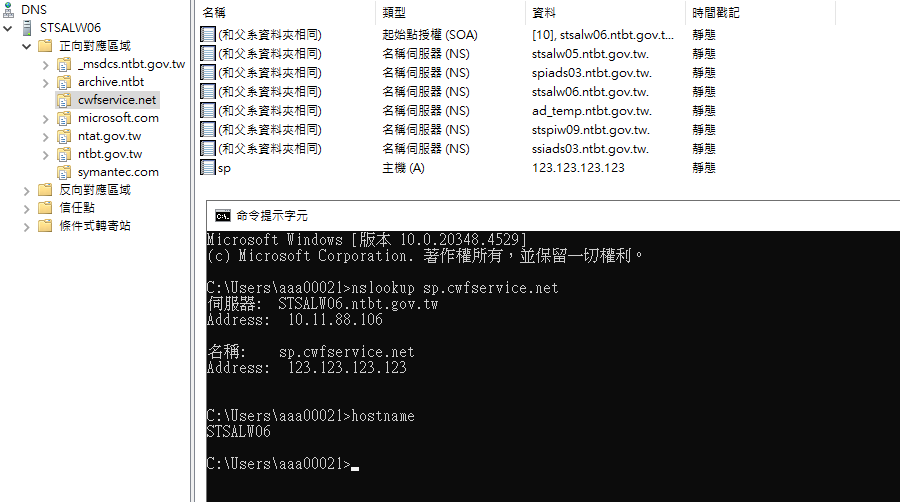 DNS
STSALW06
正向對應區域
_msdcs.ntbt.gov.tw
archive.ntbt
cwfservice.net
microsoft.com
ntat.gov.tw
ntbt.gov.tw
symantec.com
反向對應區域
信任點
條件式轉寄站
名稱 類型 資料 時間戳記
(和父系資料夾相同) 起始點授權 (SOA) [10], stsalw06.ntbt.gov.t... 靜態
(和父系資料夾相同) 名稱伺服器 (NS) stsalw05.ntbt.gov.tw. 靜態
(和父系資料夾相同) 名稱伺服器 (NS) spiads03.ntbt.gov.tw. 靜態
(和父系資料夾相同) 名稱伺服器 (NS) stsalw06.ntbt.gov.tw. 靜態
(和父系資料夾相同) 名稱伺服器 (NS) ad_temp.ntbt.gov.tw. 靜態
(和父系資料夾相同) 名稱伺服器 (NS) stspiw09.ntbt.gov.tw. 靜態
(和父系資料夾相同) 名稱伺服器 (NS) ssiads03.ntbt.gov.tw. 靜態
sp 主機 (A) 123.123.123.123 靜態
命令提示字元
Microsoft Windows [版本 10.0.20348.4529]
(c) Microsoft Corporation. 著作權所有，並保留一切權利。
C:\Users\aaa00021>nslookup sp.cwfservice.net
伺服器:  STSALW06.ntbt.gov.tw
Address:  10.11.88.106
名稱:    sp.cwfservice.net
Address:  123.123.123.123
C:\Users\aaa00021>hostname
STSALW06
C:\Users\aaa00021>